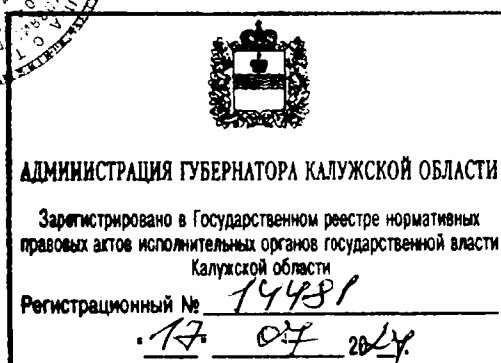 АДМИНИСТРАЦИЯ ГУБЕРНАТОРА КАЛУЖСКОЙ ОБЛАСТИ
Зарегистрировано в Государственном реестре нормативных
правовых актов исполнительных органов государственной власти
Калужской области
Регистрационный № 14481
"17" 07 2024.